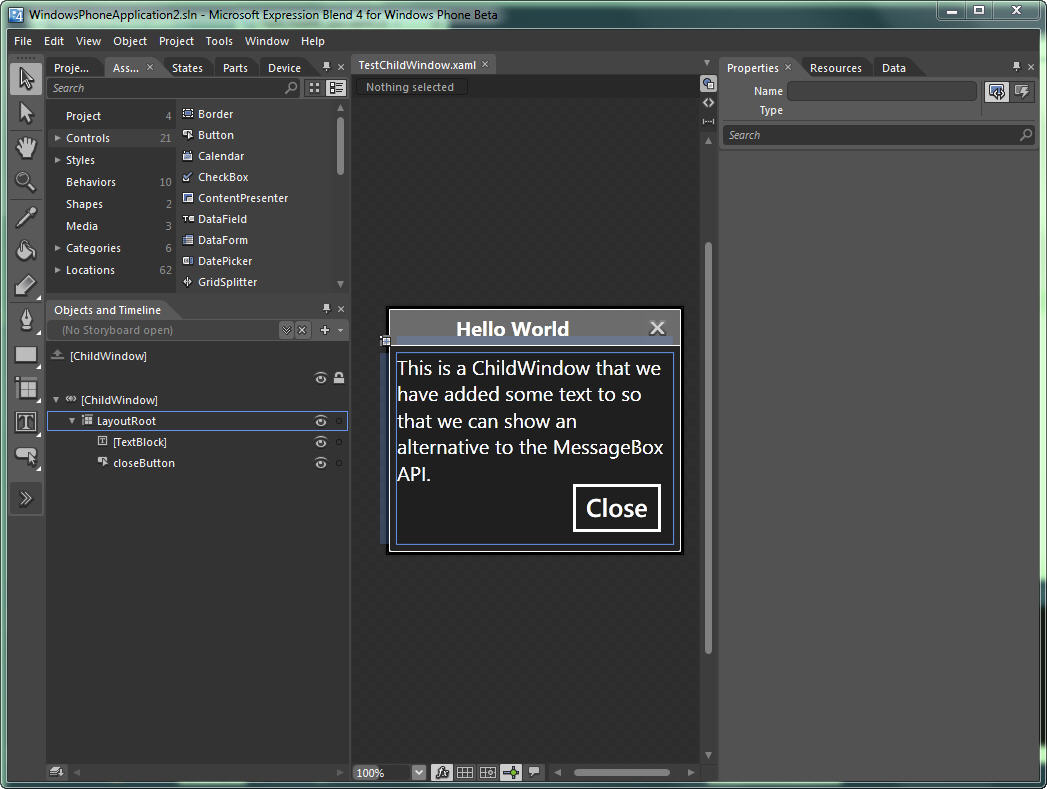 WindowsPhoneApplication2.sln - Microsoft Expression Blend 4 for Windows Phone Beta
File Edit View Object Project Tools Window Help
Proje... Ass... States Parts Device
TestChildWindow.xaml
Properties Resources Data
Search
Nothing selected
Name
Type
Search
Project 4
Controls 21
Styles
Behaviors 10
Shapes 2
Media 3
Categories 6
Locations 62
Border
Button
Calendar
CheckBox
ContentPresenter
DataField
DataForm
DatePicker
GridSplitter
Objects and Timeline
(No Storyboard open)
[ChildWindow]
[ChildWindow]
LayoutRoot
[TextBlock]
closeButton
Hello World
This is a ChildWindow that we
have added some text to so
that we can show an
alternative to the MessageBox
API.
Close
100%